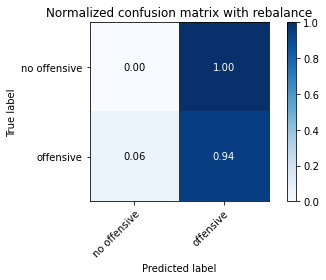 Normalized confusion matrix with rebalance
True label
no offensive
offensive
0.00
1.00
0.06
0.94
no offensive
offensive
Predicted label
1.0
0.8
0.6
0.4
0.2
0.0